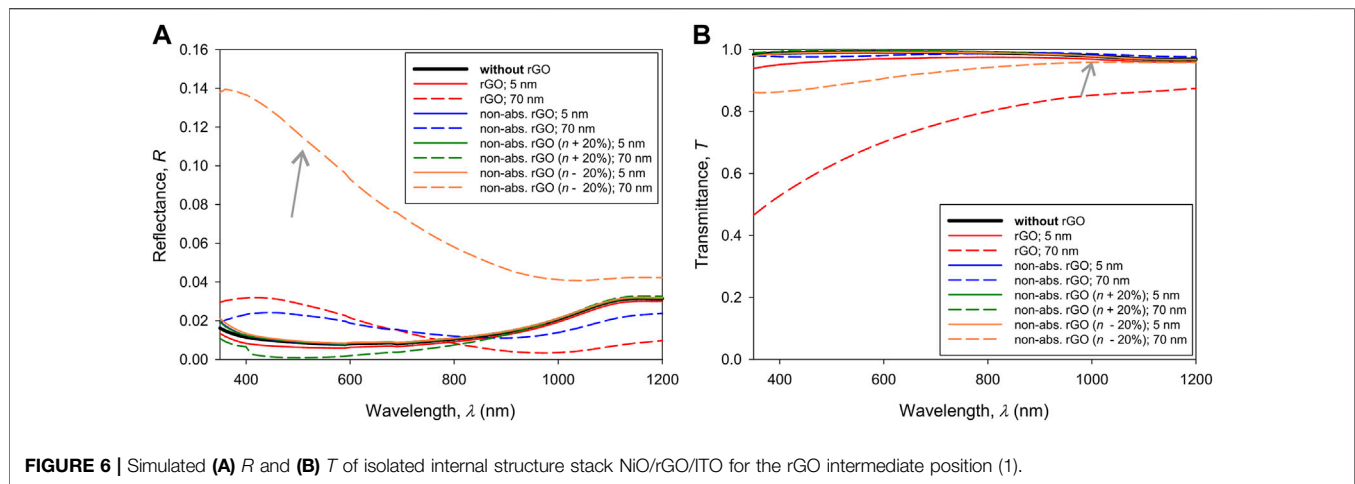 A
Reflectance, R
0.16
0.14
0.12
0.10
0.08
0.06
0.04
0.02
0.00
400
600
800
1000
1200
Wavelength, λ (nm)
without rGO
rGO; 5 nm
rGO; 70 nm
non-abs. rGO; 5 nm
non-abs. rGO; 70 nm
non-abs. rGO (n + 20%); 5 nm
non-abs. rGO (n + 20%); 70 nm
non-abs. rGO (n - 20%); 5 nm
non-abs. rGO (n - 20%); 70 nm
B
Transmittance, T
1.0
0.8
0.6
0.4
0.2
0.0
400
600
800
1000
1200
Wavelength, λ (nm)
without rGO
rGO; 5 nm
rGO; 70 nm
non-abs. rGO; 5 nm
non-abs. rGO; 70 nm
non-abs. rGO (n + 20%); 5 nm
non-abs. rGO (n + 20%); 70 nm
non-abs. rGO (n - 20%); 5 nm
non-abs. rGO (n - 20%); 70 nm
FIGURE 6 | Simulated (A) R and (B) T of isolated internal structure stack NiO/rGO/ITO for the rGO intermediate position (1).